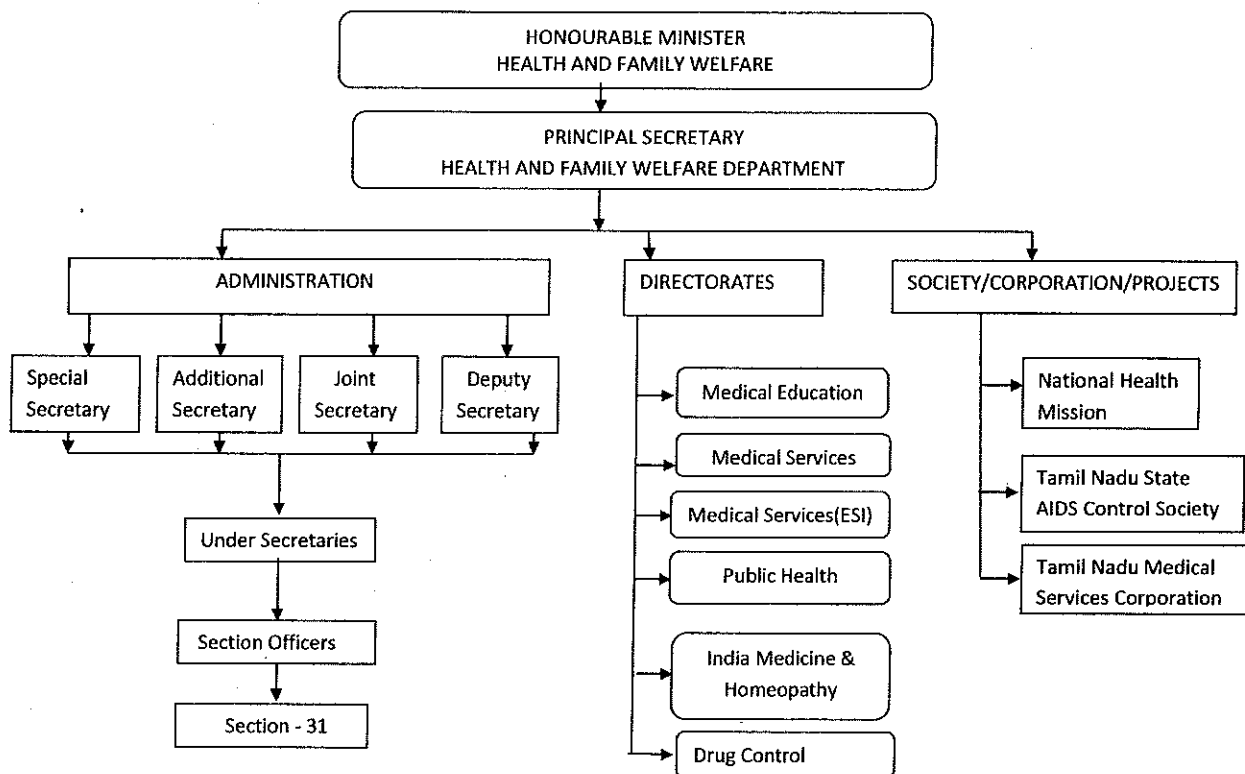 HONOURABLE MINISTER
HEALTH AND FAMILY WELFARE
PRINCIPAL SECRETARY
HEALTH AND FAMILY WELFARE DEPARTMENT
ADMINISTRATION
DIRECTORATES
SOCIETY/CORPORATION/PROJECTS
Special
Secretary
Additional
Secretary
Joint
Secretary
Deputy
Secretary
Under Secretaries
Section Officers
Section - 31
Medical Education
Medical Services
Medical Services(ESI)
Public Health
India Medicine &
Homeopathy
Drug Control
National Health
Mission
Tamil Nadu State
AIDS Control Society
Tamil Nadu Medical
Services Corporation